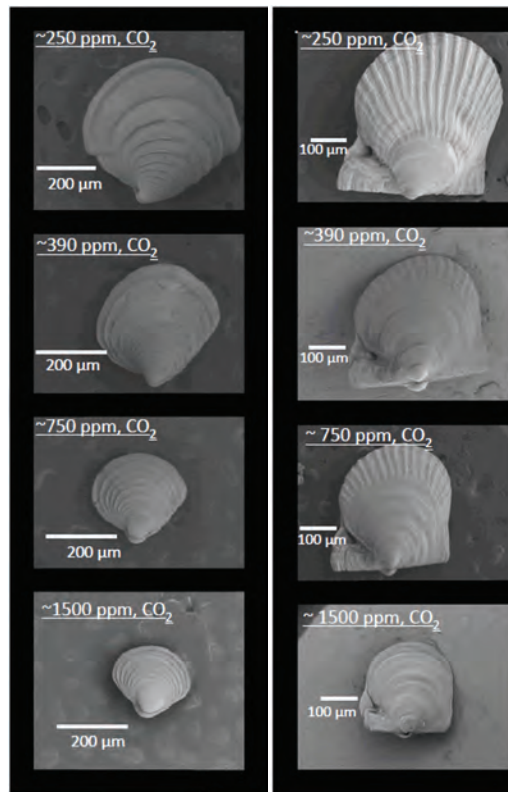 ~250 ppm, CO2
200 µm
~390 ppm, CO2
200 µm
~750 ppm, CO2
200 µm
~1500 ppm, CO2
200 µm
~250 ppm, CO2
100 µm
~390 ppm, CO2
100 µm
~ 750 ppm, CO2
100 µm
~ 1500 ppm, CO2
100 µm